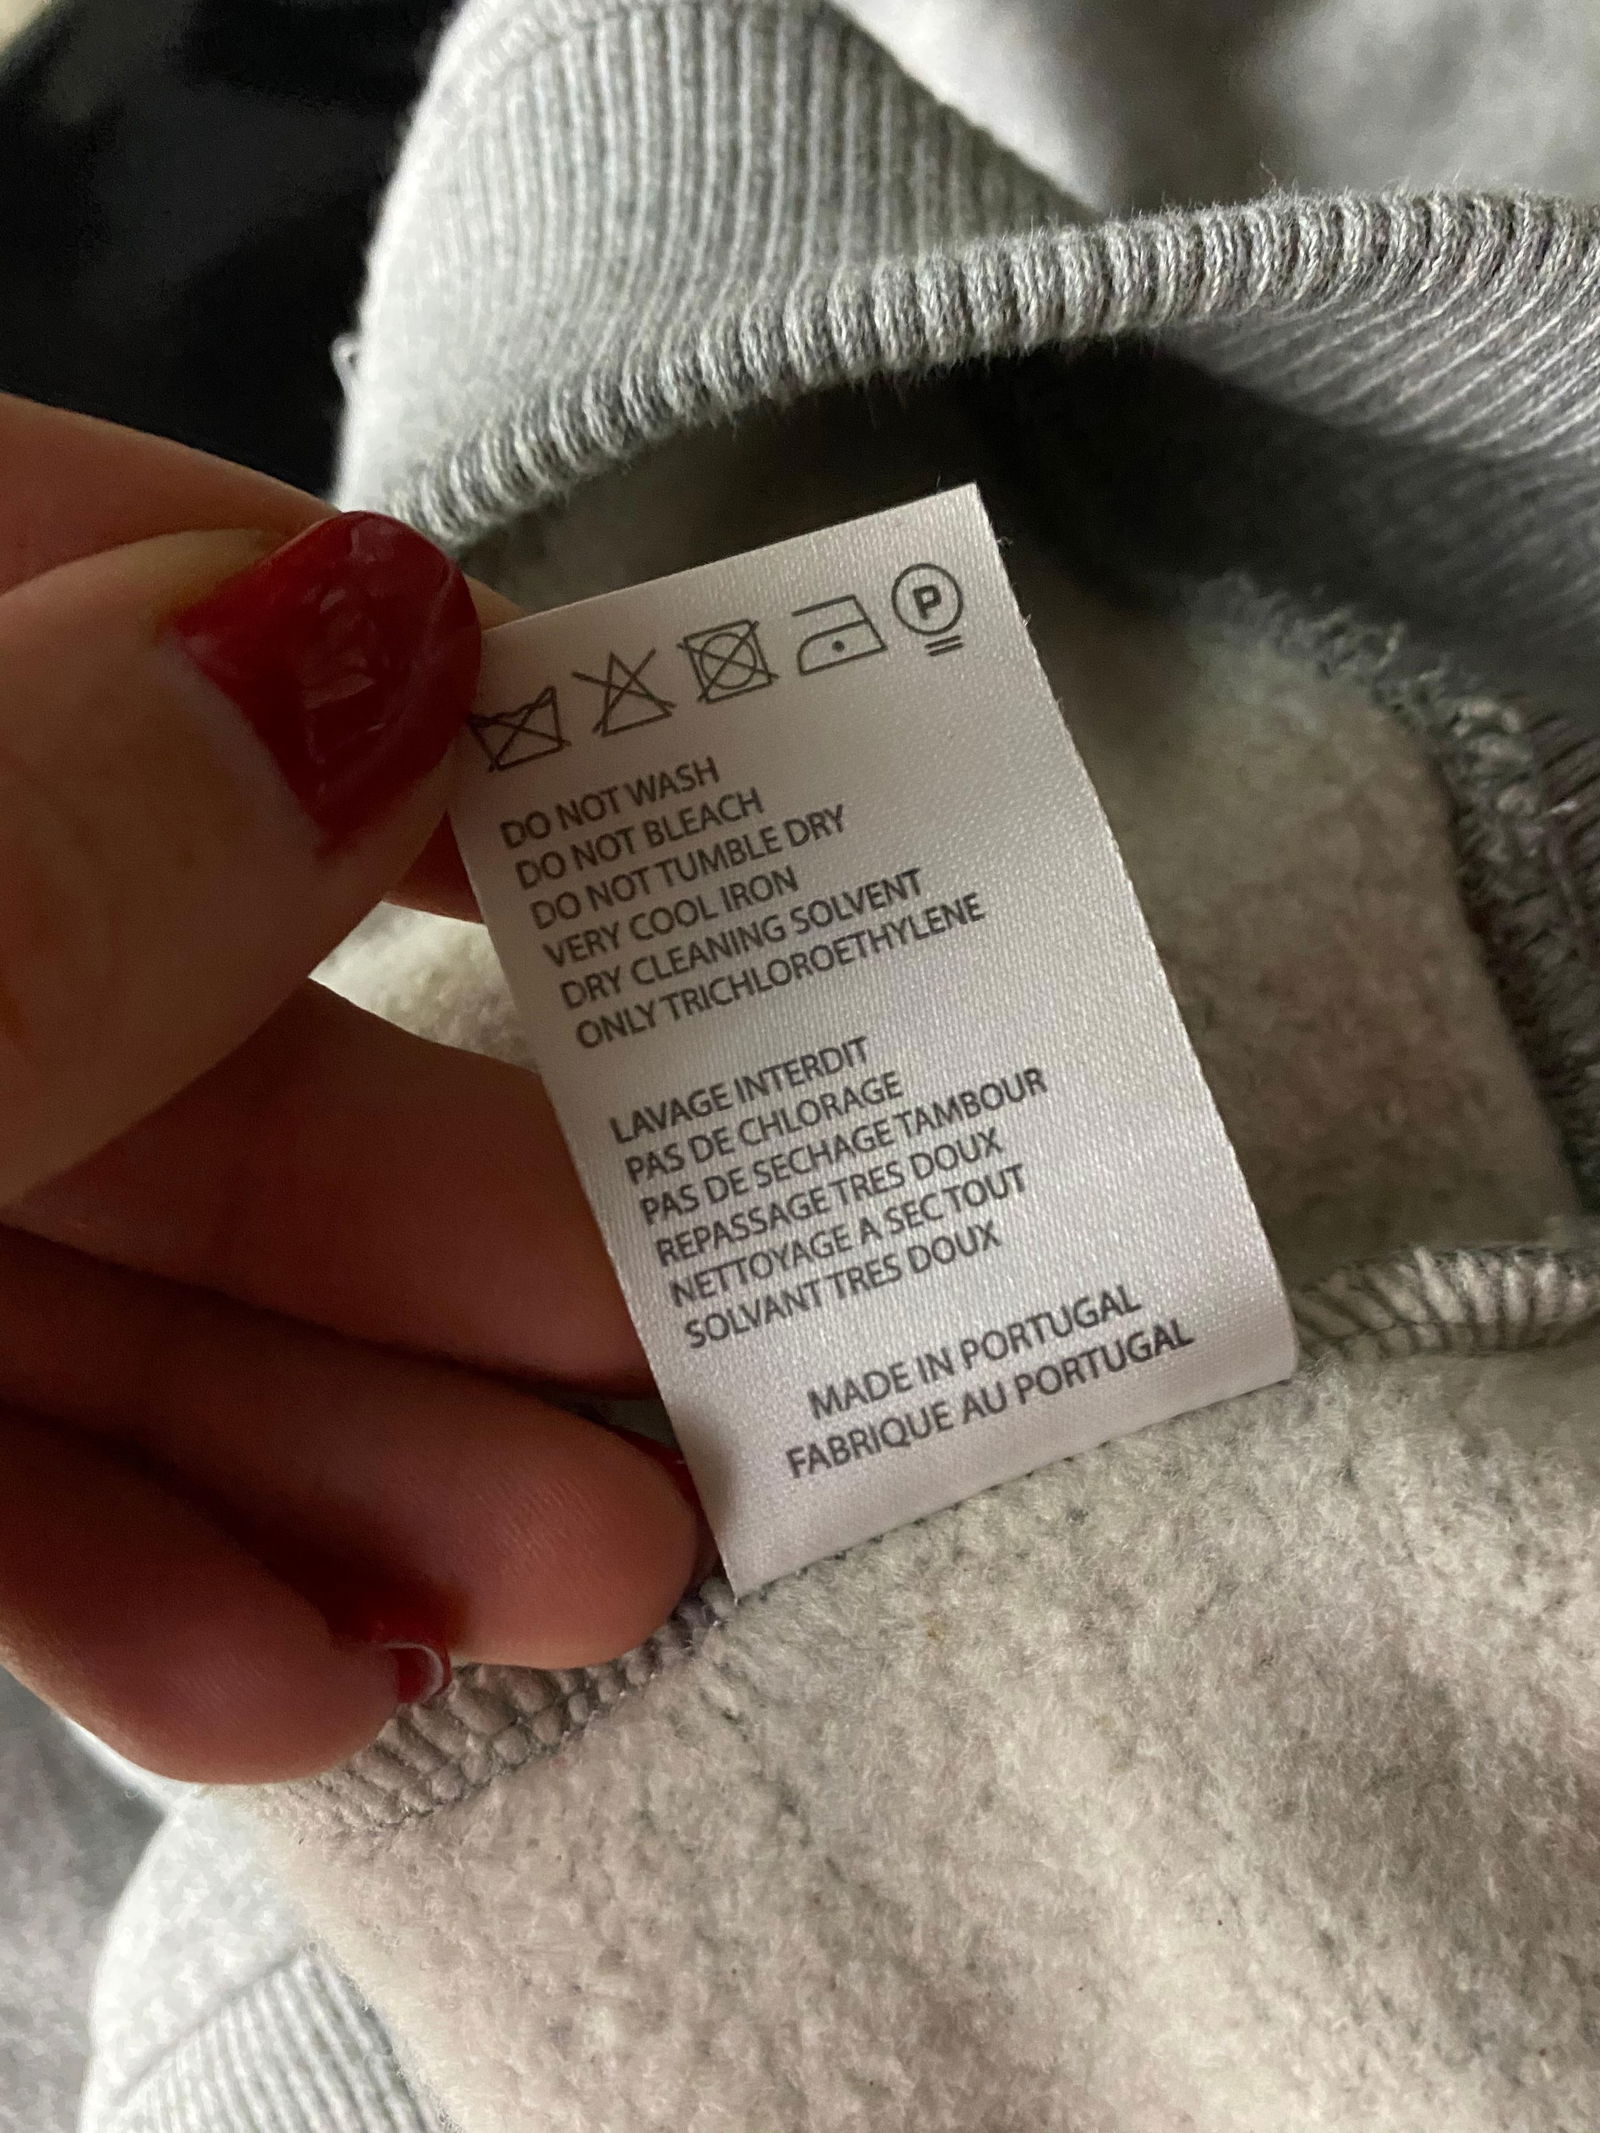 P
DO NOT WASH
DO NOT BLEACH
DO NOT TUMBLE DRY
VERY COOL IRON
DRY CLEANING SOLVENT
ONLY TRICHLOROETHYLENE
LAVAGE INTERDIT
PAS DE CHLORAGE
PAS DE SECHAGE TAMBOUR
REPASSAGE TRES DOUX
NETTOYAGE A SEC TOUT
SOLVANT TRES DOUX
MADE IN PORTUGAL
FABRIQUE AU PORTUGAL